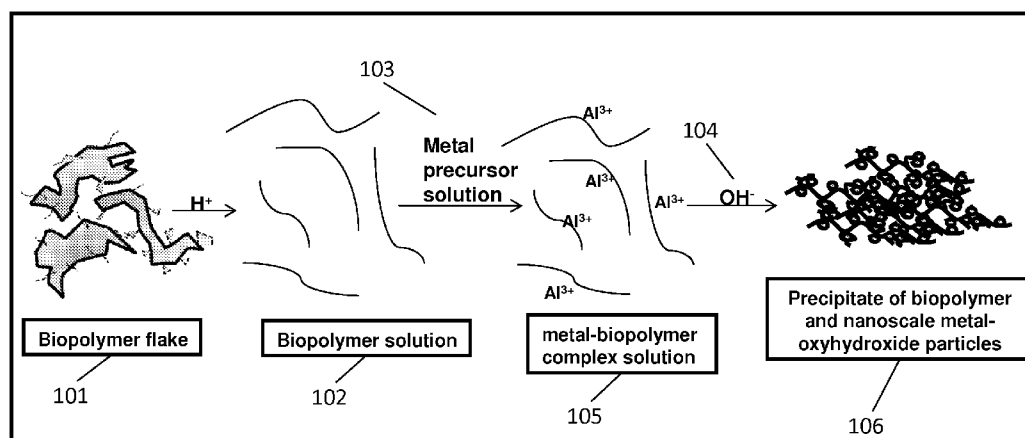 103
Al³⁺
104
Metal
precursor
solution
H⁺
Al³⁺
Al³⁺
Al³⁺
OH⁻
Al³⁺
Biopolymer flake
Biopolymer solution
metal-biopolymer
complex solution
Precipitate of biopolymer
and nanoscale metal-
oxyhydroxide particles
101
102
105
106